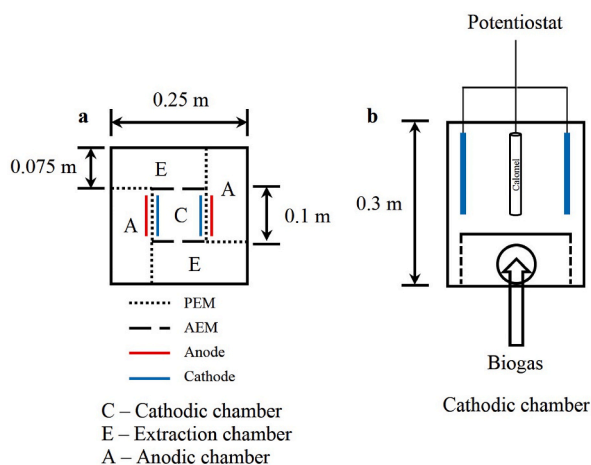 Potentiostat
a
0.25 m
b
0.075 m
E
A
Calomel
A
C
0.1 m
0.3 m
E
PEM
AEM
Anode
Cathode
Biogas
C – Cathodic chamber
E – Extraction chamber
A – Anodic chamber
Cathodic chamber